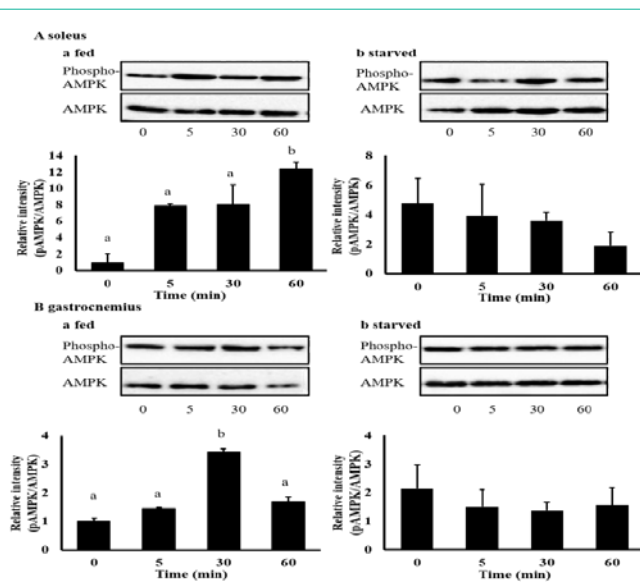 A soleus
a fed
Phospho-
AMPK
AMPK
0 5 30 60
Relative intensity
(pAMPK/AMPK)
14
12
10
8
6
4
2
0
a
a
a
b
0 5 30 60
Time (min)
b starved
Phospho-
AMPK
AMPK
0 5 30 60
Relative intensity
(pAMPK/AMPK)
8
6
4
2
0
0 5 30 60
Time (min)
B gastrocnemius
a fed
Phospho-
AMPK
AMPK
0 5 30 60
Relative intensity
(pAMPK/AMPK)
4
3
2
1
0
a
a
b
a
0 5 30 60
Time (min)
b starved
Phospho-
AMPK
AMPK
0 5 30 60
Relative intensity
(pAMPK/AMPK)
4
3
2
1
0
0 5 30 60
Time (min)